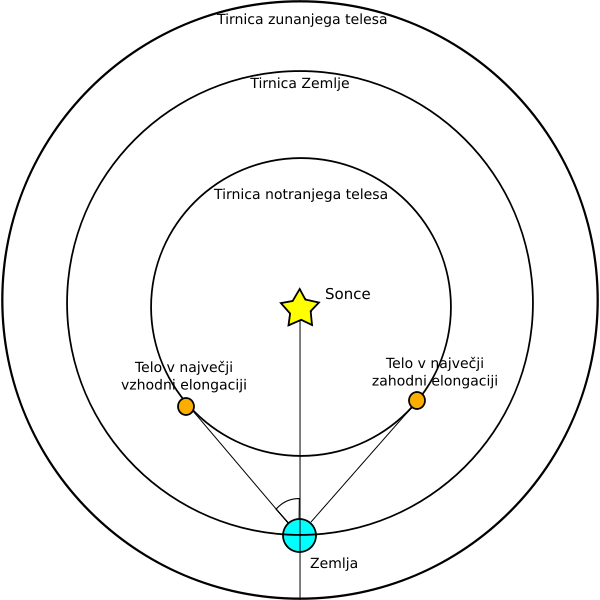 Tirnica zunanjega telesa
Tirnica Zemlje
Tirnica notranjega telesa
Sonce
Telo v največji
vzhodni elongaciji
Telo v največji
zahodni elongaciji
Zemlja